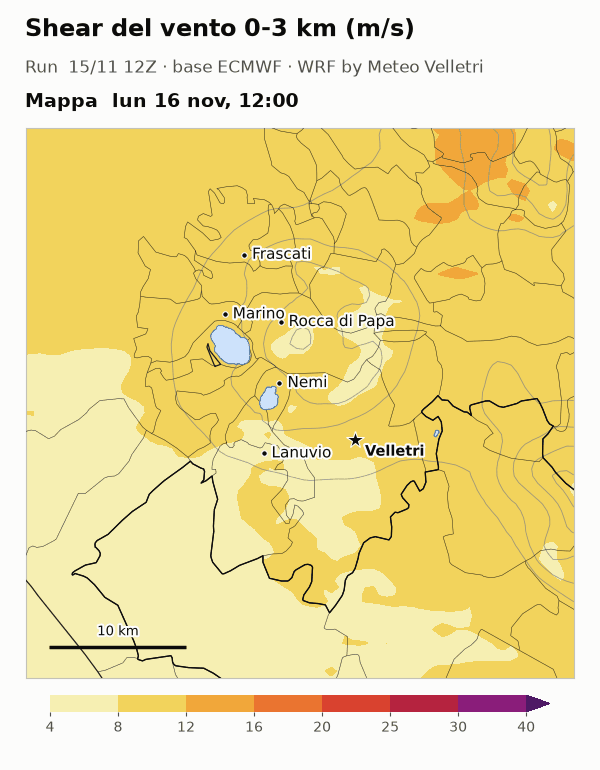 Shear del vento 0-3 km (m/s)
Run  15/11 12Z · base ECMWF · WRF by Meteo Velletri
Mappa  lun 16 nov, 12:00
Frascati
Marino
Rocca di Papa
Nemi
Velletri
Lanuvio
10 km
4 8 12 16 20 25 30 40